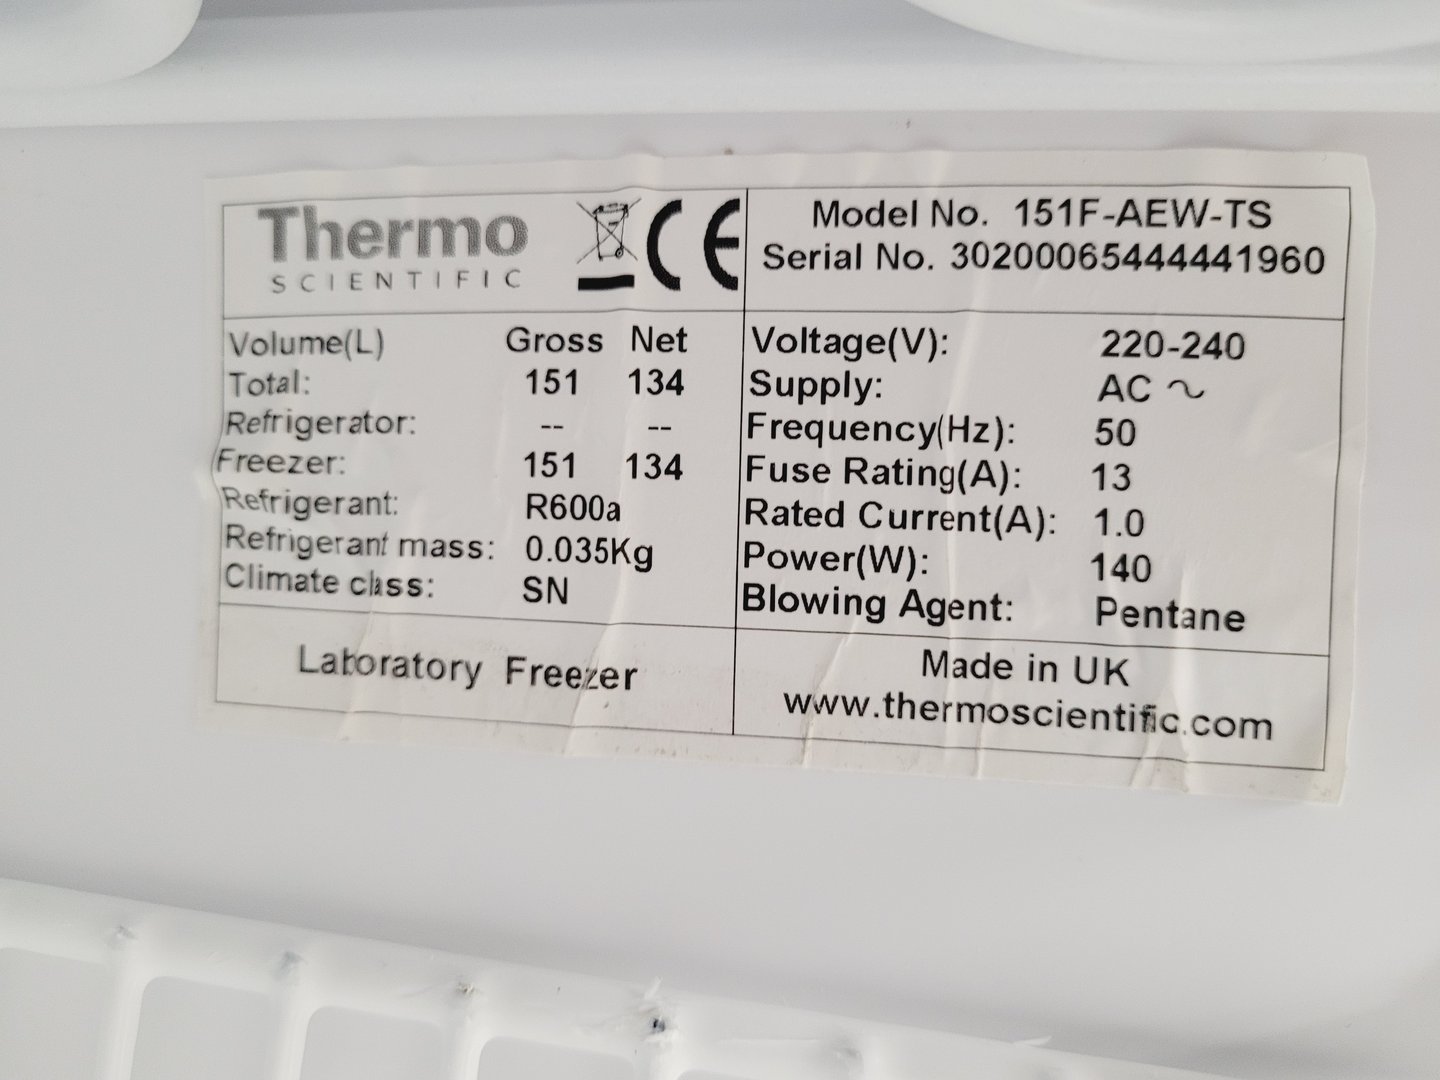 Thermo
SCIENTIFIC
CE
Model No. 151F-AEW-TS
Serial No. 30200065444441960
Volume(L) Gross Net
Total: 151 134
Refrigerator: -- --
Freezer: 151 134
Refrigerant: R600a
Refrigerant mass: 0.035Kg
Climate class: SN
Voltage(V): 220-240
Supply: AC ~
Frequency(Hz): 50
Fuse Rating(A): 13
Rated Current(A): 1.0
Power(W): 140
Blowing Agent: Pentane
Laboratory Freezer
Made in UK
www.thermoscientific.com